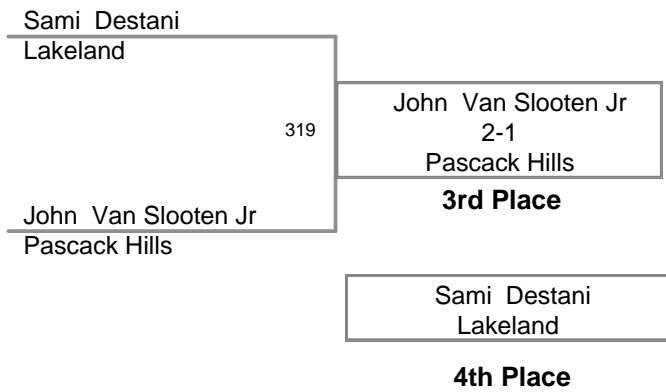 Sami Destani
Lakeland
319
John Van Slooten Jr
2-1
Pascack Hills
3rd Place
John Van Slooten Jr
Pascack Hills
Sami Destani
Lakeland
4th Place